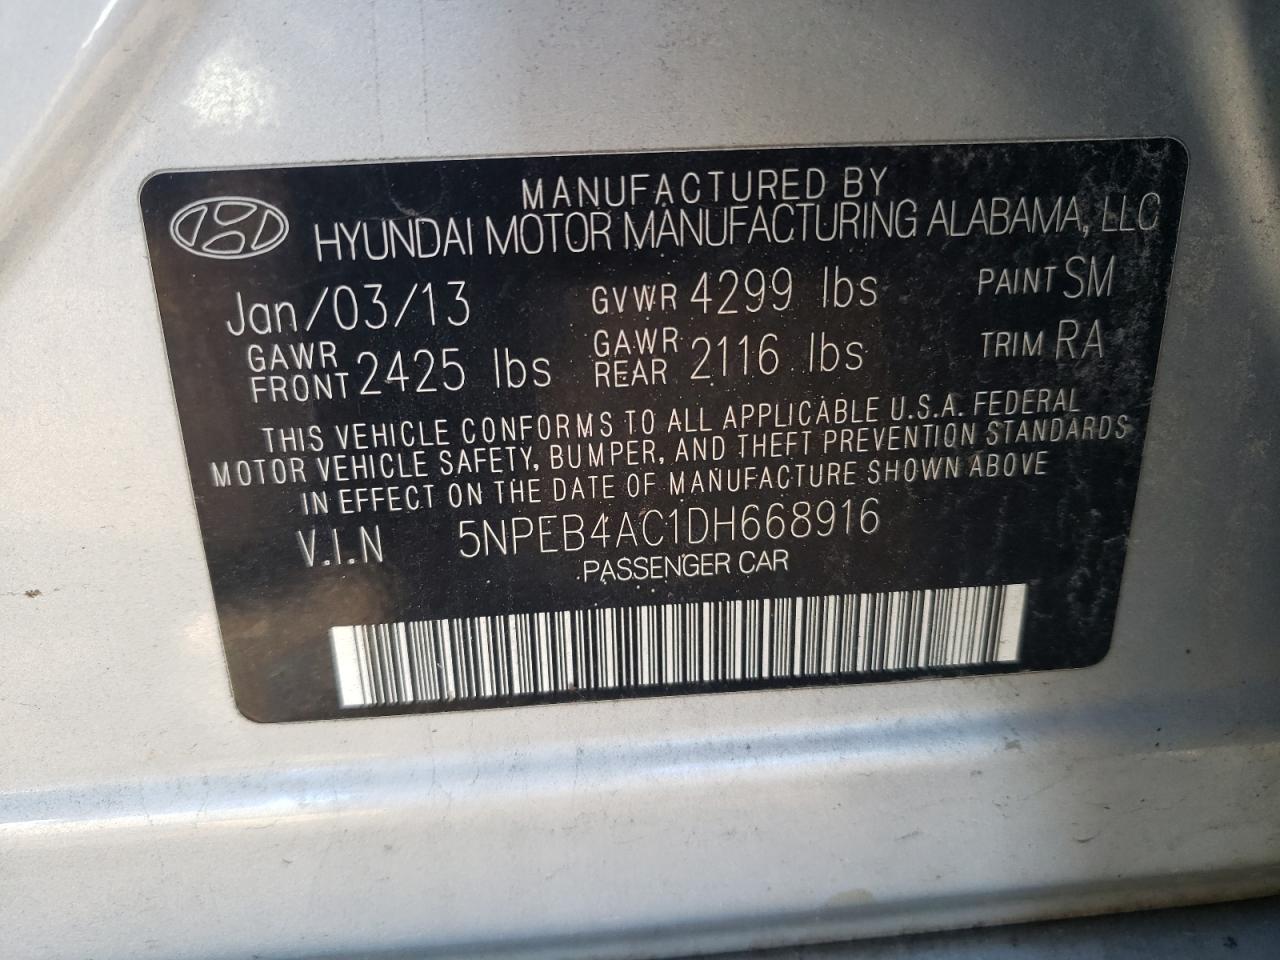 MANUFACTURED BY
HYUNDAI MOTOR MANUFACTURING ALABAMA, LLC
Jan/03/13 GVWR 4299 lbs PAINT SM
GAWR FRONT 2425 lbs GAWR REAR 2116 lbs TRIM RA
THIS VEHICLE CONFORMS TO ALL APPLICABLE U.S.A. FEDERAL
MOTOR VEHICLE SAFETY, BUMPER, AND THEFT PREVENTION STANDARDS
IN EFFECT ON THE DATE OF MANUFACTURE SHOWN ABOVE
V.I.N 5NPEB4AC1DH668916
PASSENGER CAR